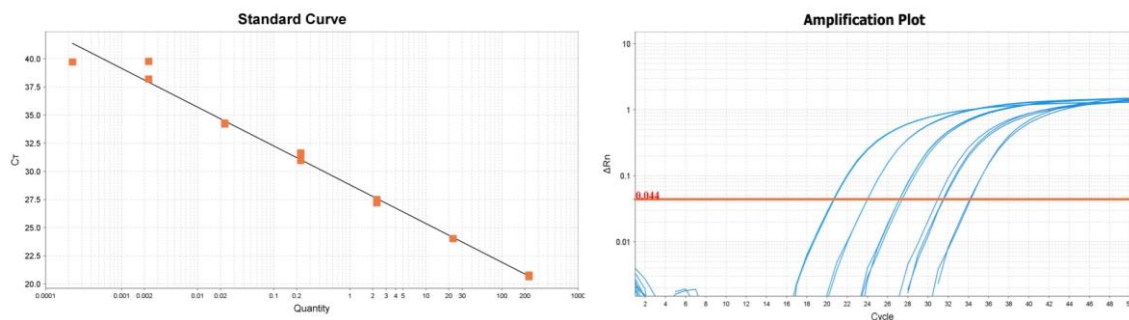 Standard Curve
40.0
37.5
35.0
32.5
30.0
27.5
25.0
22.5
20.0
Cт
0.0001 0.001 0.002 0.01 0.02 0.1 0.2 1 2 3 4 5 10 20 30 100 200 1000
Quantity
Amplification Plot
10
1
0.1
0.044
0.01
ΔRn
2 4 6 8 10 12 14 16 18 20 22 24 26 28 30 32 34 36 38 40 42 44 46 48 50
Cycle